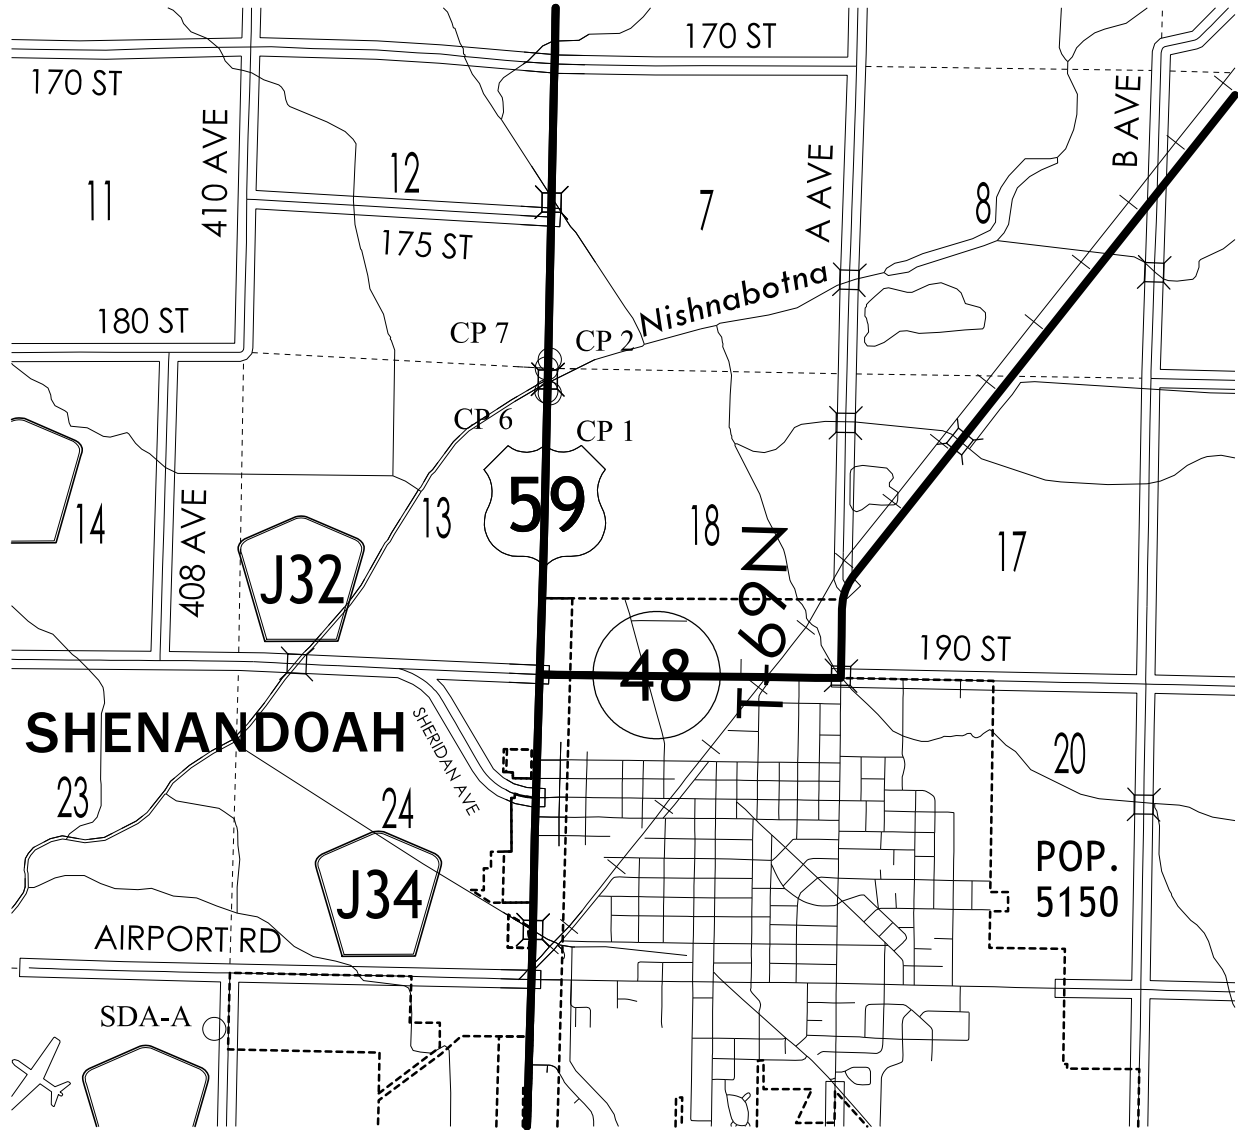 170 ST
170 ST
410 AVE
B AVE
A AVE
12
11
7
8
175 ST
Nishnabotna
180 ST
CP 7
CP 2
CP 6
CP 1
59
14
408 AVE
13
18
17
J32
T-69N
190 ST
48
SHENANDOAH
SHERIDAN AVE
20
23
24
POP.
5150
J34
AIRPORT RD
SDA-A